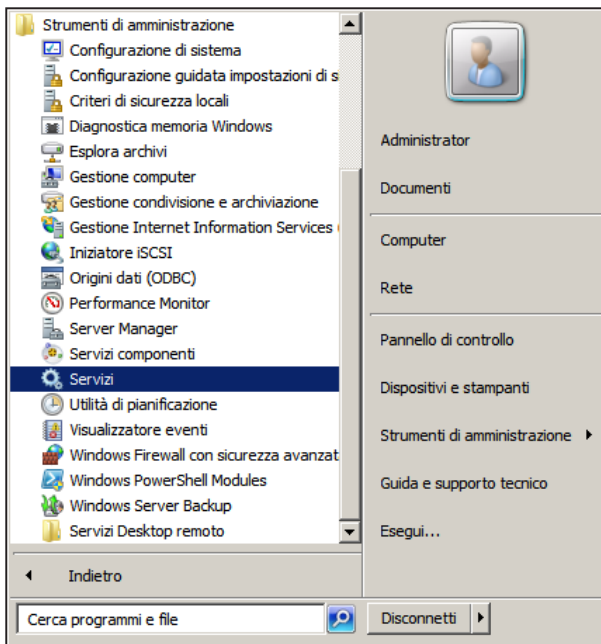 Strumenti di amministrazione
Configurazione di sistema
Configurazione guidata impostazioni di s
Criteri di sicurezza locali
Diagnostica memoria Windows
Esplora archivi
Gestione computer
Gestione condivisione e archiviazione
Gestione Internet Information Services
Iniziatore iSCSI
Origini dati (ODBC)
Performance Monitor
Server Manager
Servizi componenti
Servizi
Utilità di pianificazione
Visualizzatore eventi
Windows Firewall con sicurezza avanzat
Windows PowerShell Modules
Windows Server Backup
Servizi Desktop remoto
Indietro
Cerca programmi e file
Administrator
Documenti
Computer
Rete
Pannello di controllo
Dispositivi e stampanti
Strumenti di amministrazione
Guida e supporto tecnico
Esegui...
Disconnetti